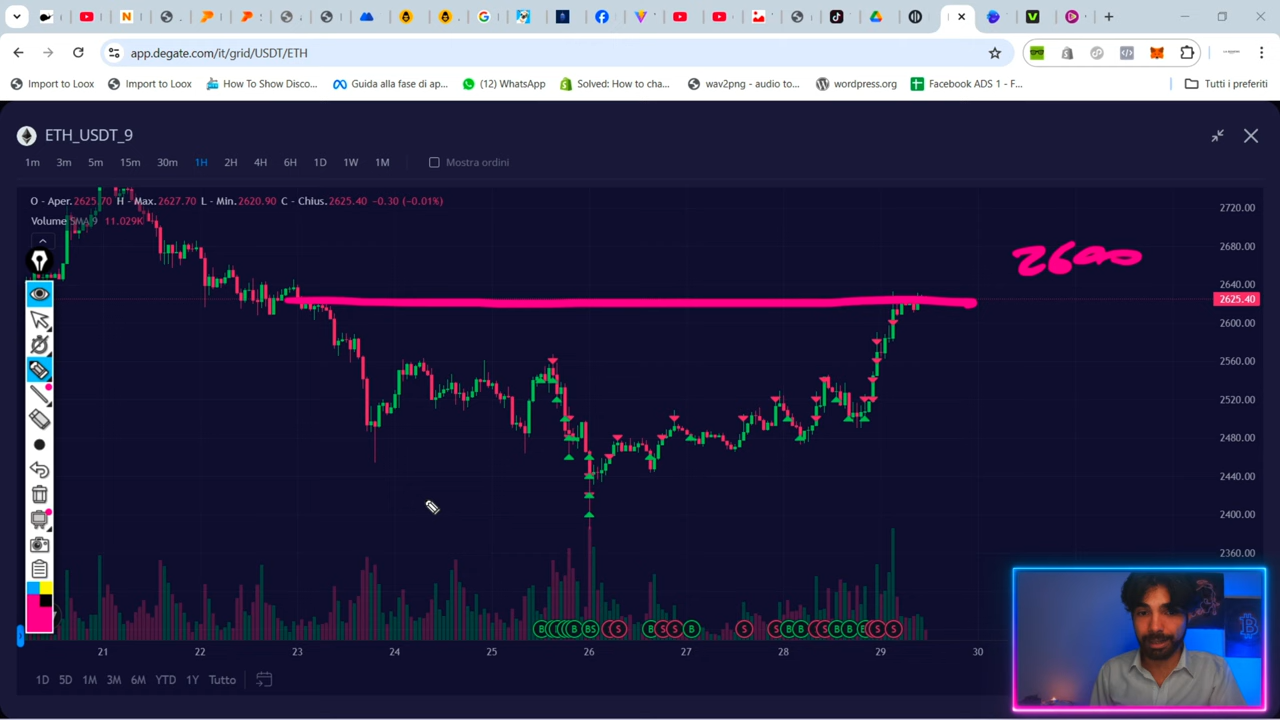 app.degate.com/it/grid/USDT/ETH
Import to Loox
Import to Loox
How To Show Disco...
Guida alla fase di ap...
(12) WhatsApp
Solved: How to cha...
wav2png - audio to...
wordpress.org
Facebook ADS 1 - F...
Tutti i preferiti
ETH_USDT_9
1m 3m 5m 15m 30m 1H 2H 4H 6H 1D 1W 1M Mostra ordini
O - Aper.2625.70 H - Max.2627.70 L - Min.2620.90 C - Chius.2625.40 −0.30 (−0.01%)
Volume SMA 9 11.029K
2600
2720.00
2680.00
2640.00
2625.40
2600.00
2560.00
2520.00
2480.00
2440.00
2400.00
2360.00
B B BS S B S S B S S B B S S B B S S S
21 22 23 24 25 26 27 28 29 30
1D 5D 1M 3M 6M YTD 1Y Tutto